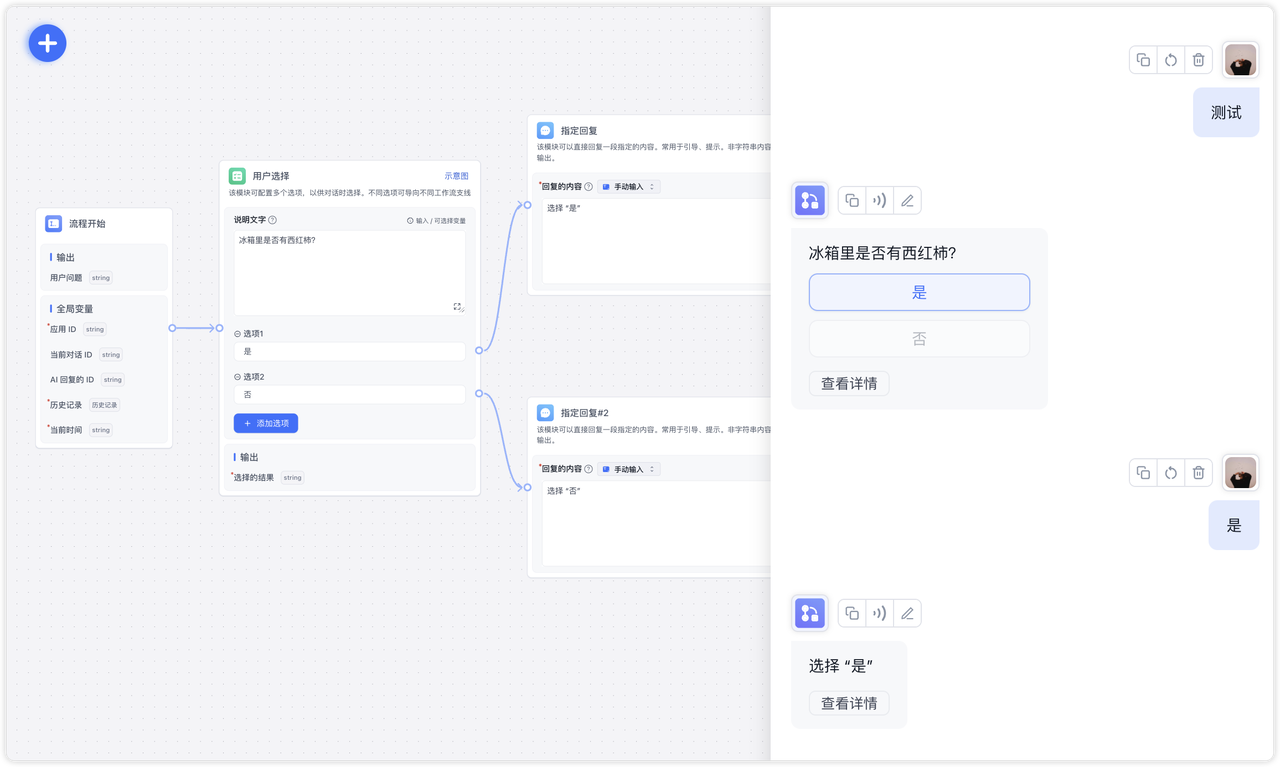 流程开始
输出
用户问题 string
全局变量
*应用 ID string
当前对话 ID string
AI 回复的 ID string
*历史记录 历史记录
*当前时间 string
用户选择 示意图
该模块可配置多个选项，以供对话时选择。不同选项可导向不同工作流支线
说明文字 输入 / 可选择变量
冰箱里是否有西红柿?
选项1
是
选项2
否
+ 添加选项
输出
*选择的结果 string
指定回复
该模块可以直接回复一段指定的内容。常用于引导、提示。非字符串内容
输出。
*回复的内容 手动输入
选择 “是”
指定回复#2
该模块可以直接回复一段指定的内容。常用于引导、提示。非字符串内容
输出。
*回复的内容 手动输入
选择 “否”
测试
冰箱里是否有西红柿?
是
否
查看详情
是
选择 “是”
查看详情